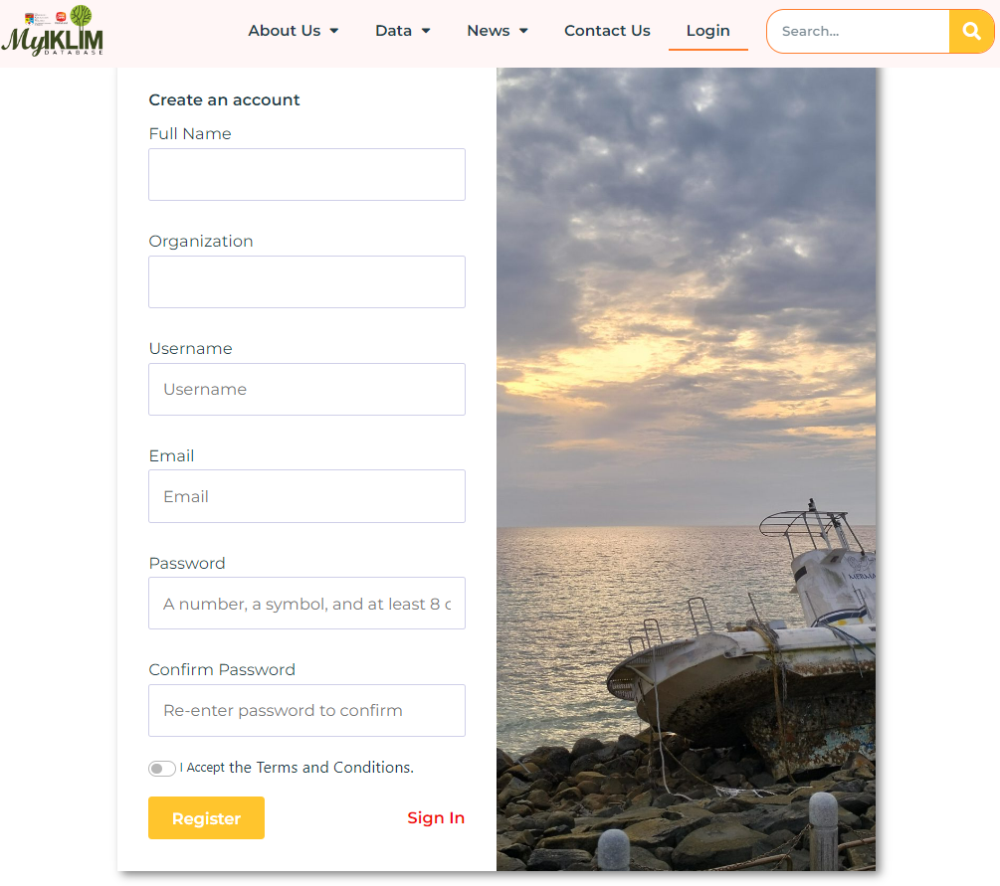 MyIKLIM
DATABASE
About Us
Data
News
Contact Us
Login
Search...
Create an account
Full Name
Organization
Username
Username
Email
Email
Password
A number, a symbol, and at least 8 c
Confirm Password
Re-enter password to confirm
I Accept the Terms and Conditions.
Register
Sign In